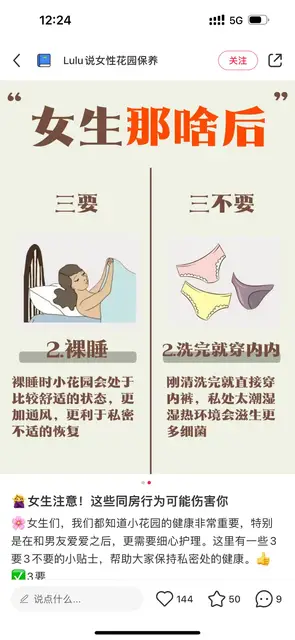 12:24
5G
Lulu说女性花园保养
关注
“
”
女生那啥后
三要
三不要
2.裸睡
2.洗完就穿内内
裸睡时小花园会处于
比较舒适的状态，更
加通风，更利于私密
不适的恢复
刚清洗完就直接穿
内裤，私处太潮湿
湿热环境会滋生更
多细菌
🙅‍♀️女生注意！这些同房行为可能伤害你
🌸女生们，我们都知道小花园的健康非常重要，特别
是在和男友爱爱之后，更需要细心护理。这里有一些3
要3不要的小贴士，帮助大家保持私密处的健康。👍
✅3要
说点什么...
144
50
9